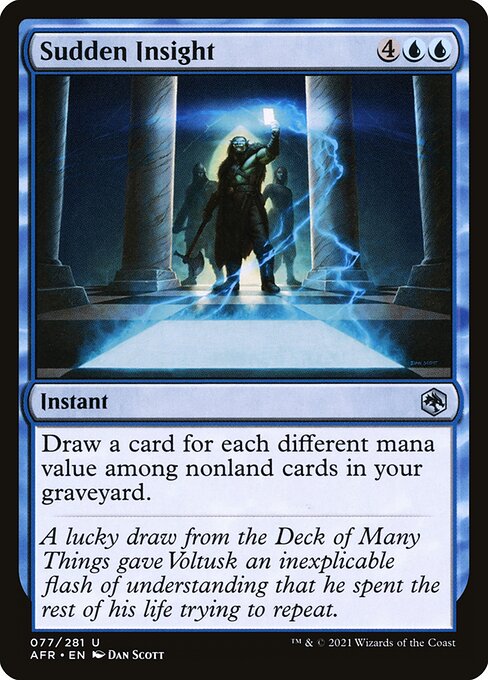 Sudden Insight 4
DAN SCOTT
Instant
Draw a card for each different mana
value among nonland cards in your
graveyard.
A lucky draw from the Deck of Many
Things gave Voltusk an inexplicable
flash of understanding that he spent the
rest of his life trying to repeat.
077/281 U
™ & © 2021 Wizards of the Coast
AFR • EN DAN SCOTT